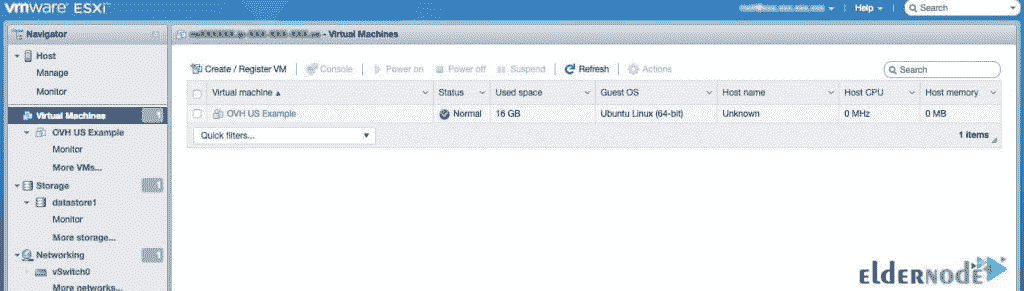 vmware ESXi
Help
Search
Navigator
Host
Manage
Monitor
Virtual Machines 1
OVH US Example
Monitor
More VMs...
Storage 1
datastore1
Monitor
More storage...
Networking 1
vSwitch0
More networks...
- Virtual Machines
Create / Register VM Console Power on Power off Suspend Refresh Actions Search
Virtual machine Status Used space Guest OS Host name Host CPU Host memory
OVH US Example Normal 16 GB Ubuntu Linux (64-bit) Unknown 0 MHz 0 MB
Quick filters... 1 items
ELDERNODE